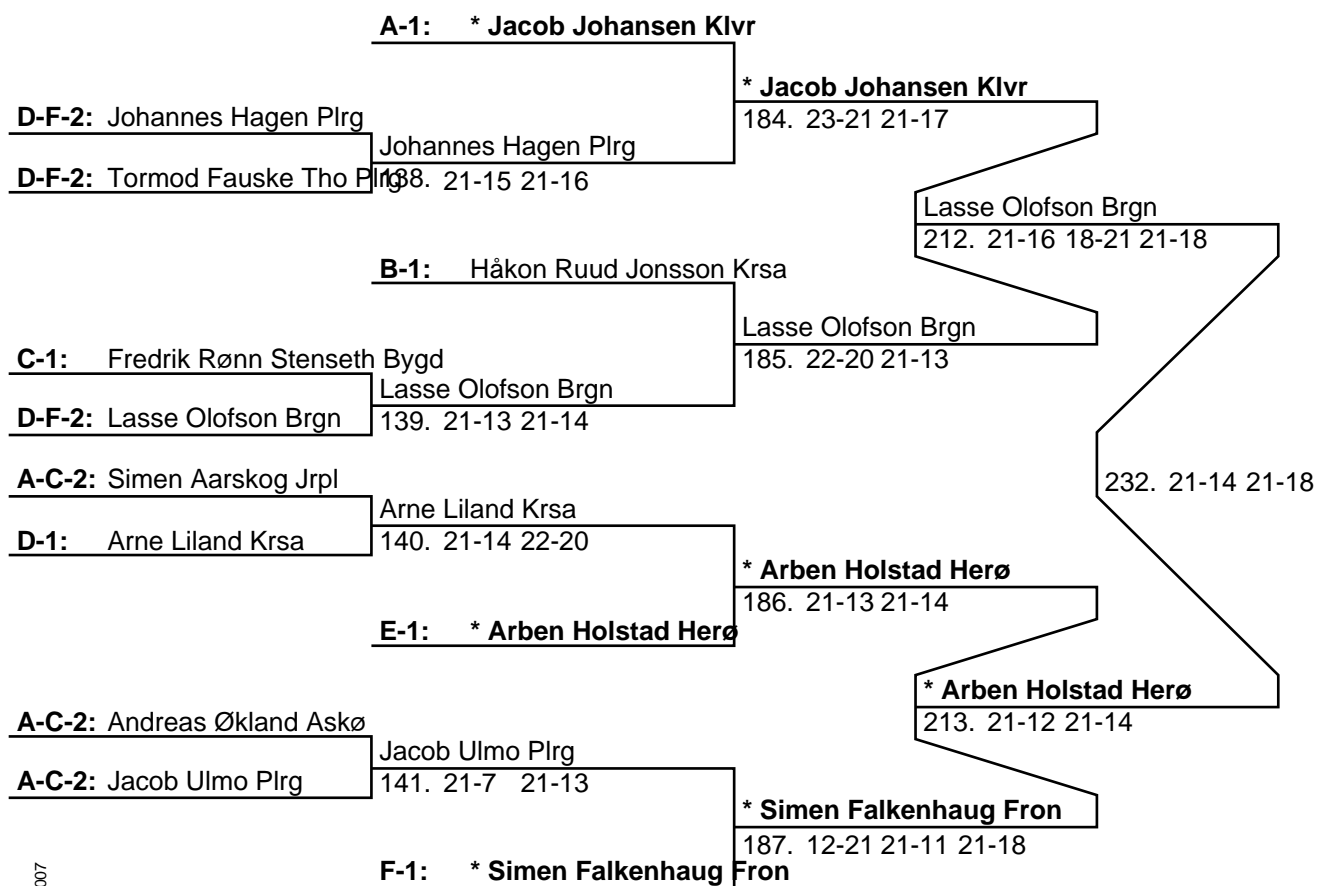 A-1: * Jacob Johansen Klvr
* Jacob Johansen Klvr
D-F-2: Johannes Hagen Plrg
184. 23-21 21-17
Johannes Hagen Plrg
D-F-2: Tormod Fauske Tho Plrg
138. 21-15 21-16
Lasse Olofson Brgn
212. 21-16 18-21 21-18
B-1: Håkon Ruud Jonsson Krsa
Lasse Olofson Brgn
C-1: Fredrik Rønn Stenseth Bygd
185. 22-20 21-13
Lasse Olofson Brgn
D-F-2: Lasse Olofson Brgn
139. 21-13 21-14
A-C-2: Simen Aarskog Jrpl
232. 21-14 21-18
Arne Liland Krsa
D-1: Arne Liland Krsa
140. 21-14 22-20
* Arben Holstad Herø
186. 21-13 21-14
E-1: * Arben Holstad Herø
* Arben Holstad Herø
A-C-2: Andreas Økland Askø
213. 21-12 21-14
Jacob Ulmo Plrg
A-C-2: Jacob Ulmo Plrg
141. 21-7 21-13
* Simen Falkenhaug Fron
187. 12-21 21-11 21-18
F-1: * Simen Falkenhaug Fron
007